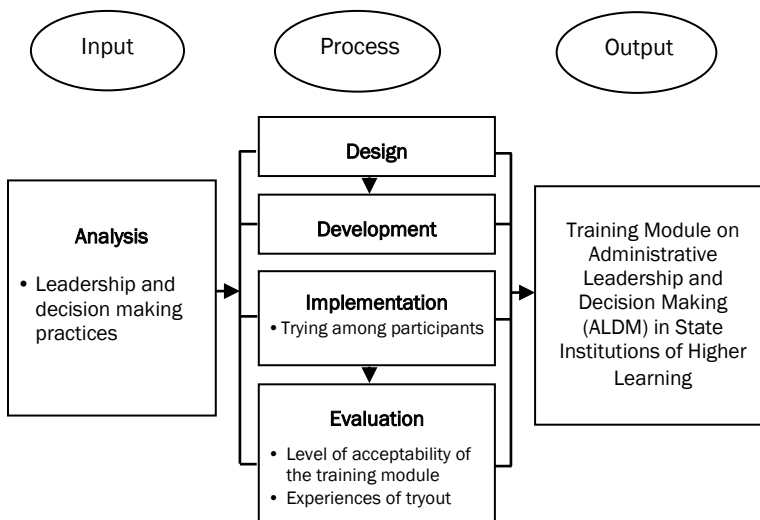 Input
Process
Output
Analysis
• Leadership and
decision making
practices
Design
Development
Implementation
• Trying among participants
Evaluation
• Level of acceptability of
the training module
• Experiences of tryout
Training Module on
Administrative
Leadership and
Decision Making
(ALDM) in State
Institutions of Higher
Learning